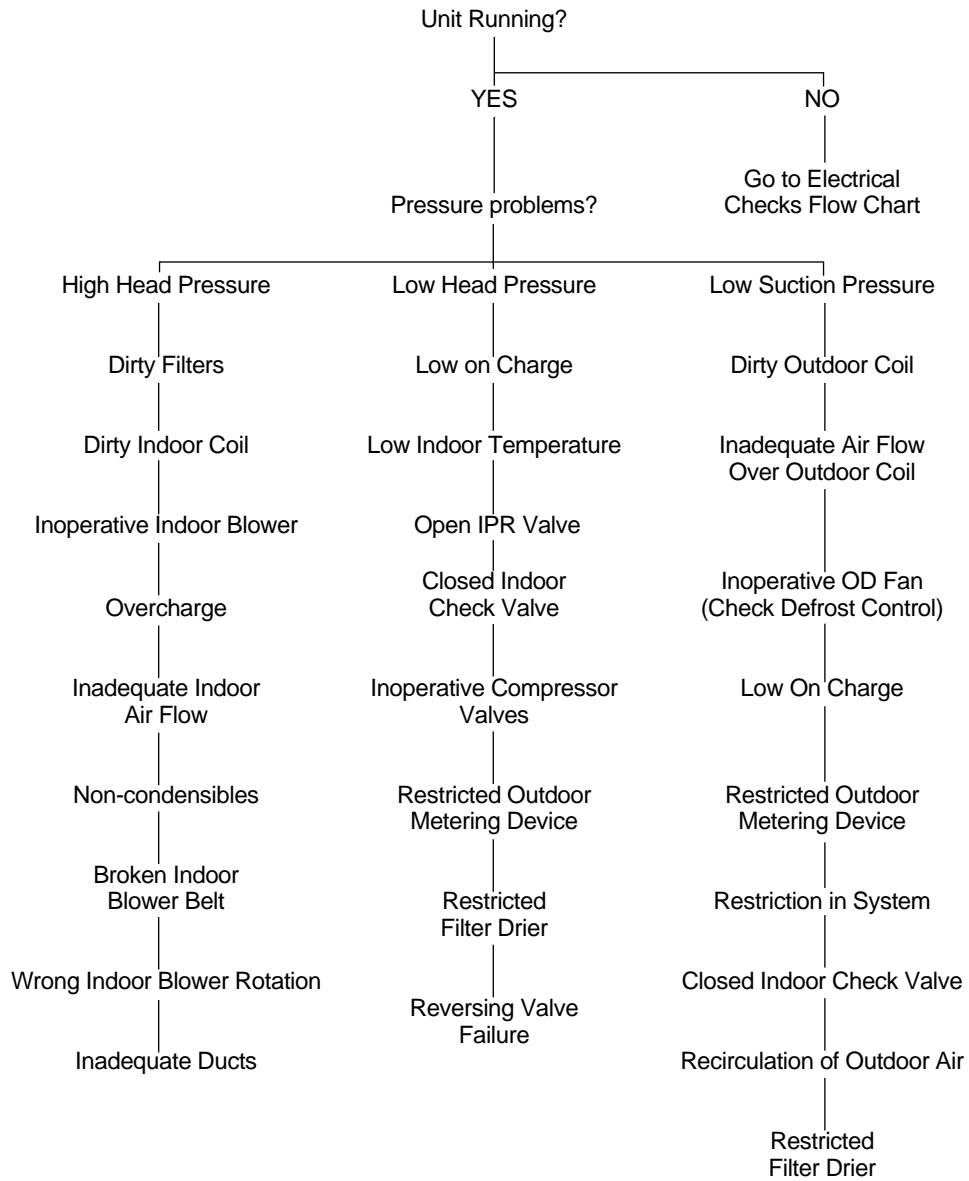 Unit Running?
YES
NO
Go to Electrical
Checks Flow Chart
Pressure problems?
High Head Pressure
Dirty Filters
Dirty Indoor Coil
Inoperative Indoor Blower
Overcharge
Inadequate Indoor
Air Flow
Non-condensibles
Broken Indoor
Blower Belt
Wrong Indoor Blower Rotation
Inadequate Ducts
Low Head Pressure
Low on Charge
Low Indoor Temperature
Open IPR Valve
Closed Indoor
Check Valve
Inoperative Compressor
Valves
Restricted Outdoor
Metering Device
Restricted
Filter Drier
Reversing Valve
Failure
Low Suction Pressure
Dirty Outdoor Coil
Inadequate Air Flow
Over Outdoor Coil
Inoperative OD Fan
(Check Defrost Control)
Low On Charge
Restricted Outdoor
Metering Device
Restriction in System
Closed Indoor Check Valve
Recirculation of Outdoor Air
Restricted
Filter Drier